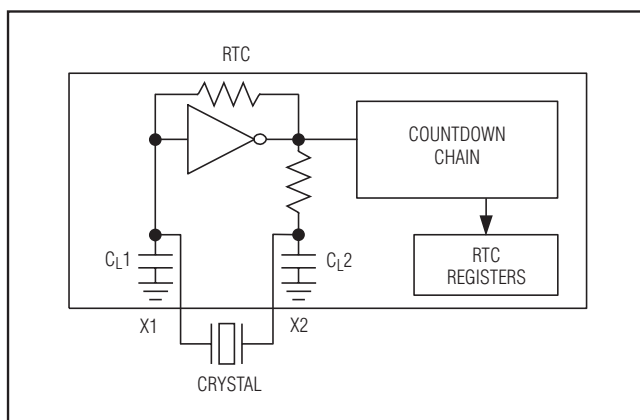 RTC
COUNTDOWN
CHAIN
CL1
CL2
RTC
REGISTERS
X1
X2
CRYSTAL